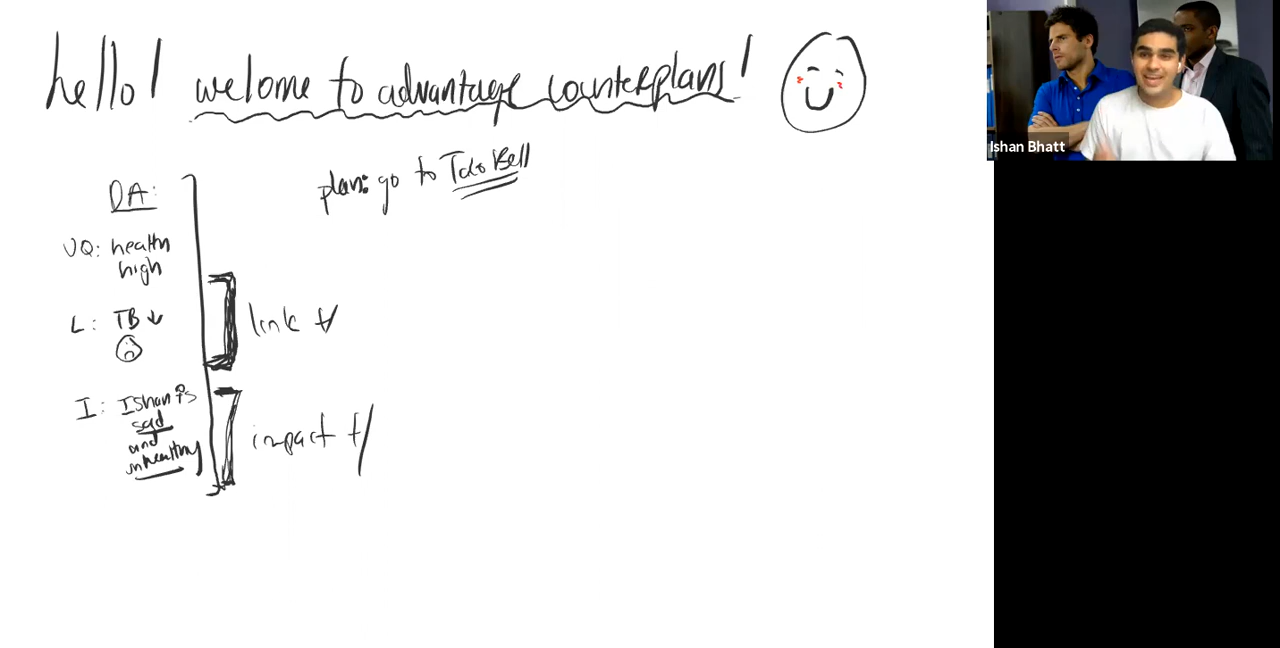 hello! welcome to advantage counterplans!
Ishan Bhatt
plan: go to Taco Bell
DA:
UQ: health
high
L: TB ↓
link t/
I: Ishan is
sad
and
unhealthy
impact t/